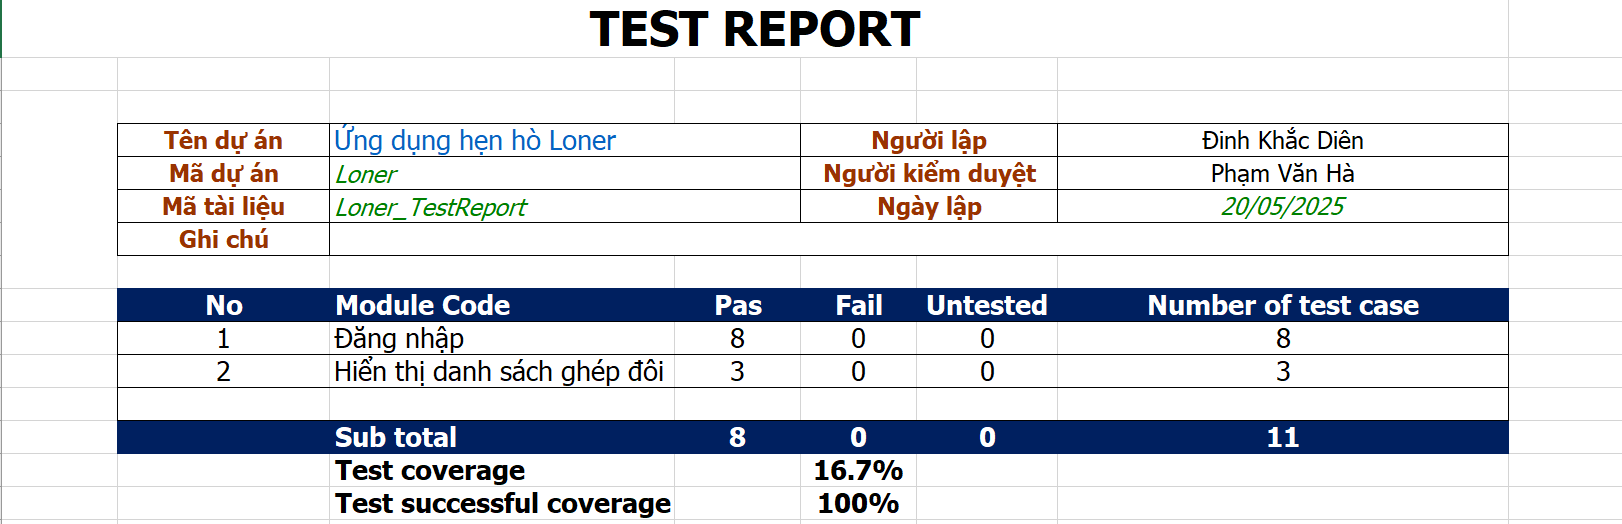 TEST REPORT
Tên dự án Ứng dụng hẹn hò Loner Người lập Đinh Khắc Diên
Mã dự án Loner Người kiểm duyệt Phạm Văn Hà
Mã tài liệu Loner_TestReport Ngày lập 20/05/2025
Ghi chú
No Module Code Pas Fail Untested Number of test case
1 Đăng nhập 8 0 0 8
2 Hiển thị danh sách ghép đôi 3 0 0 3
Sub total 8 0 0 11
Test coverage 16.7%
Test successful coverage 100%